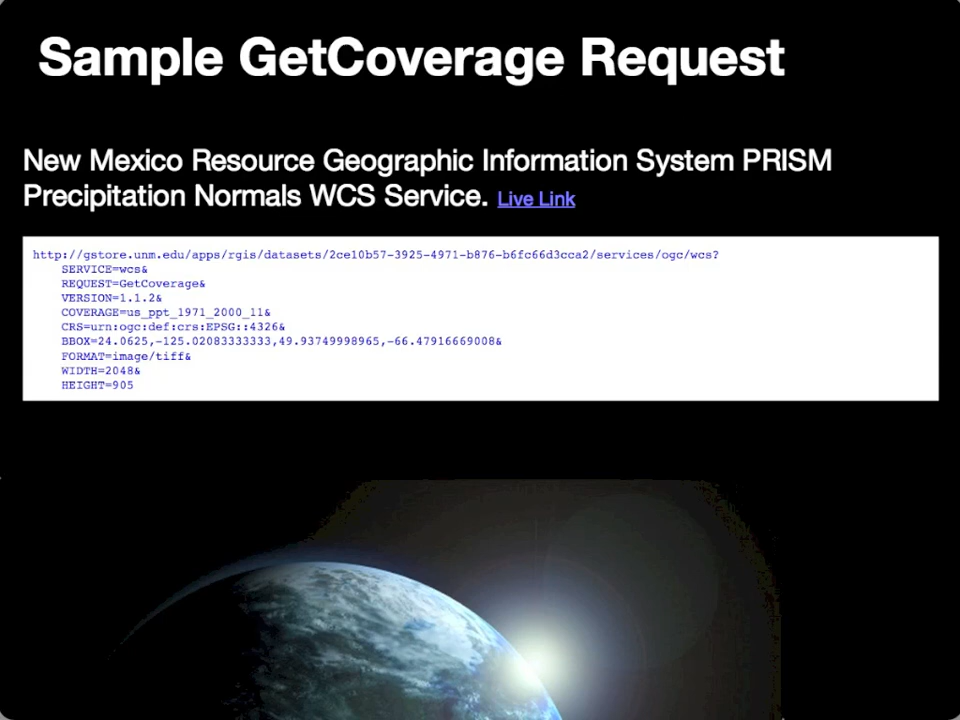 Sample GetCoverage Request
New Mexico Resource Geographic Information System PRISM
Precipitation Normals WCS Service. Live Link
http://gstore.unm.edu/apps/rgis/datasets/2ce10b57-3925-4971-b876-b6fc66d3cca2/services/ogc/wcs?
SERVICE=wcs&
REQUEST=GetCoverage&
VERSION=1.1.2&
COVERAGE=us_ppt_1971_2000_11&
CRS=urn:ogc:def:crs:EPSG::4326&
BBOX=24.0625,-125.02083333333,49.93749998965,-66.47916669008&
FORMAT=image/tiff&
WIDTH=2048&
HEIGHT=905